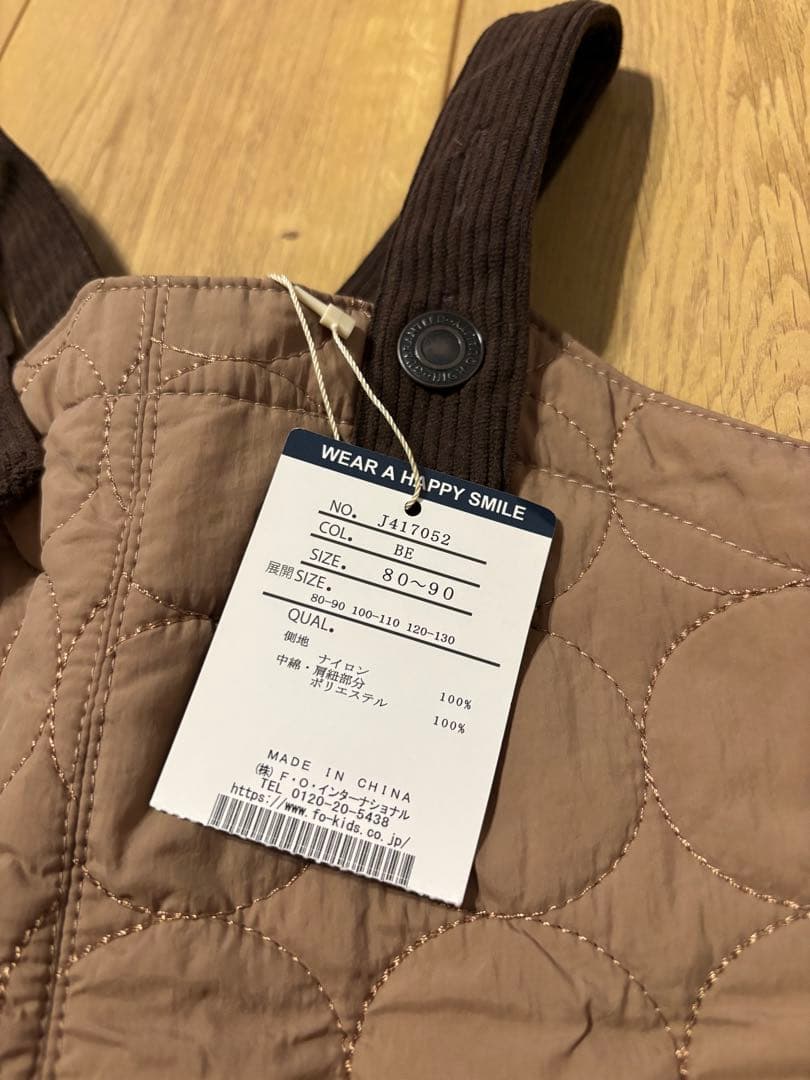 WEAR A HAPPY SMILE
NO. J417052
COL. BE
SIZE. 80~90
展開SIZE.
80-90 100-110 120-130
QUAL.
側地
ナイロン 100%
中綿・肩紐部分
ポリエステル 100%
MADE IN CHINA
㈱F・O・インターナショナル
TEL 0120-20-5438
https://www.fo-kids.co.jp/